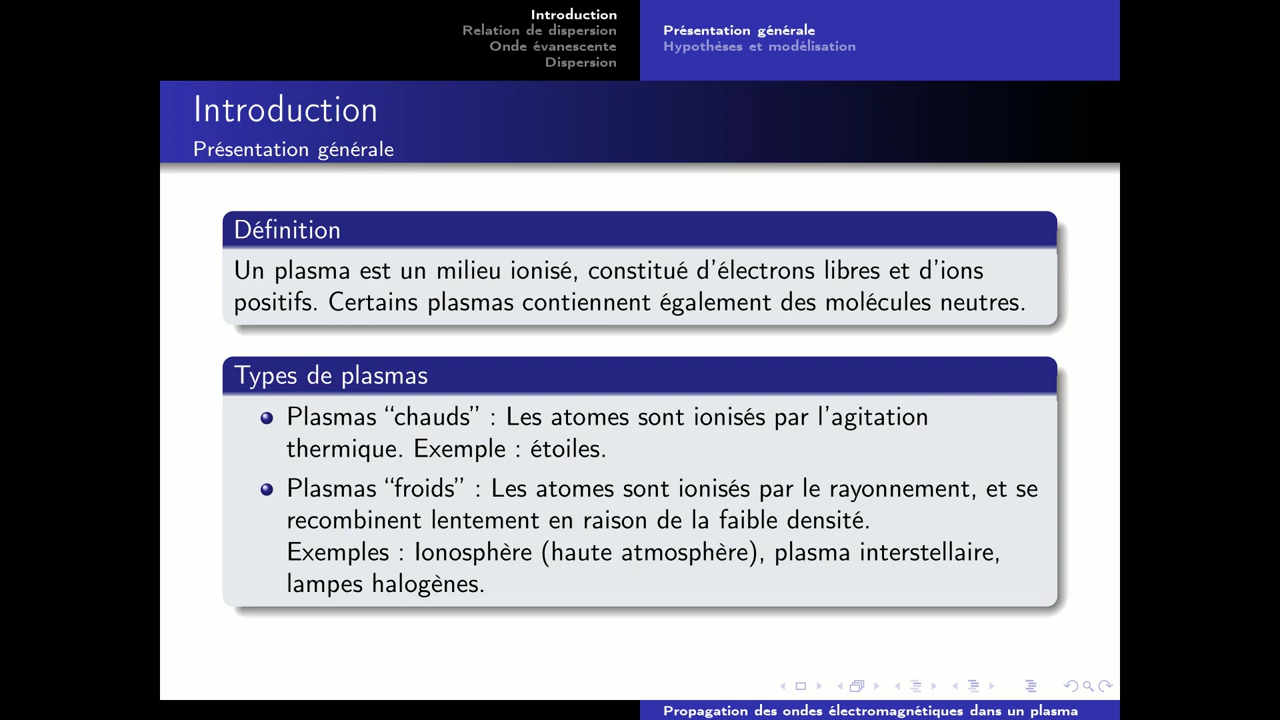 Introduction
Relation de dispersion
Onde évanescente
Dispersion
Présentation générale
Hypothèses et modélisation
Introduction
Présentation générale
Définition
Un plasma est un milieu ionisé, constitué d'électrons libres et d'ions
positifs. Certains plasmas contiennent également des molécules neutres.
Types de plasmas
Plasmas “chauds” : Les atomes sont ionisés par l'agitation
thermique. Exemple : étoiles.
Plasmas “froids” : Les atomes sont ionisés par le rayonnement, et se
recombinent lentement en raison de la faible densité.
Exemples : Ionosphère (haute atmosphère), plasma interstellaire,
lampes halogènes.
Propagation des ondes électromagnétiques dans un plasma